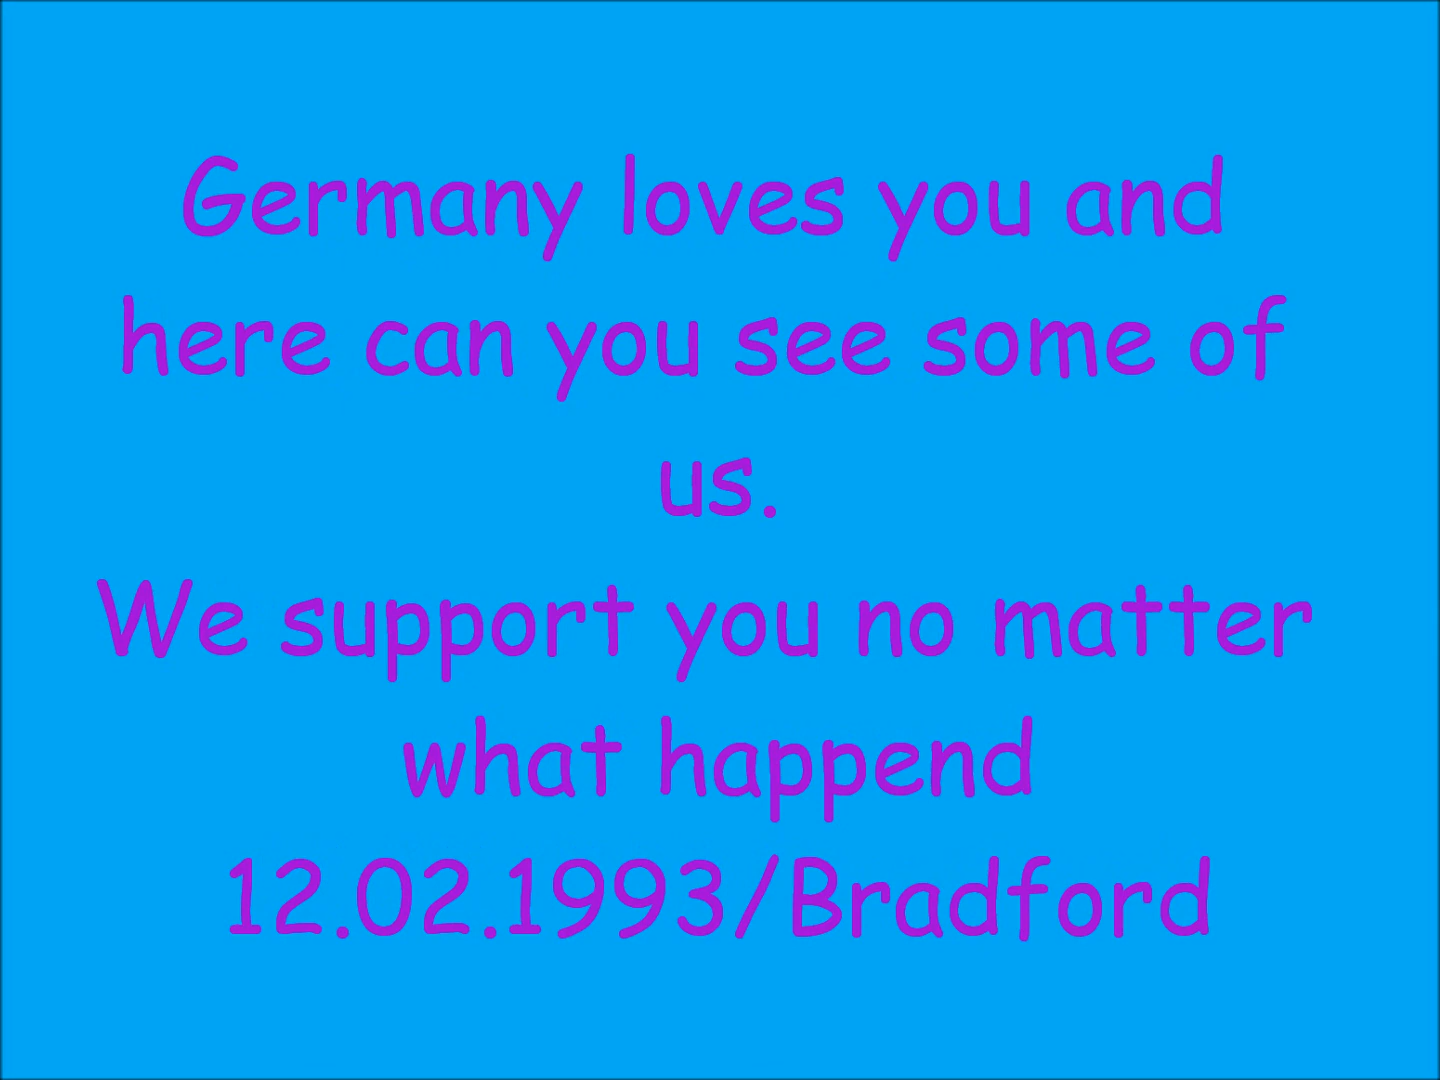 Germany loves you and
here can you see some of
us.
We support you no matter
what happend
12.02.1993/Bradford